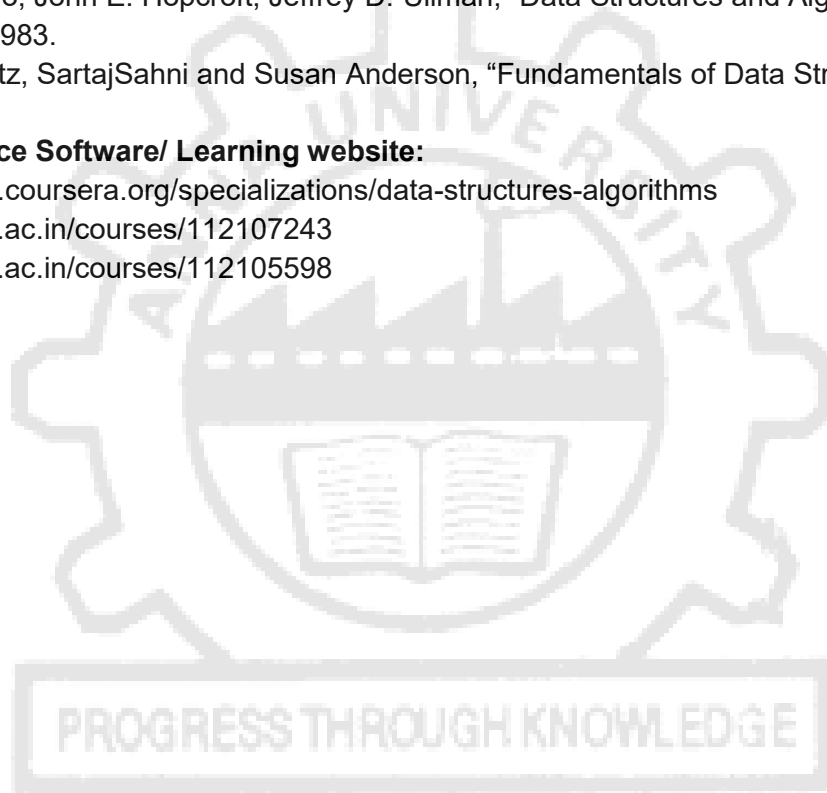 o, John E. Hopcroft, Jeffrey D. Ullman, “Data Structures and Alg
983.
tz, SartajSahni and Susan Anderson, “Fundamentals of Data Str
ce Software/ Learning website:
.coursera.org/specializations/data-structures-algorithms
.ac.in/courses/112107243
.ac.in/courses/112105598
ANNA UNIVERSITY
PROGRESS THROUGH KNOWLEDGE